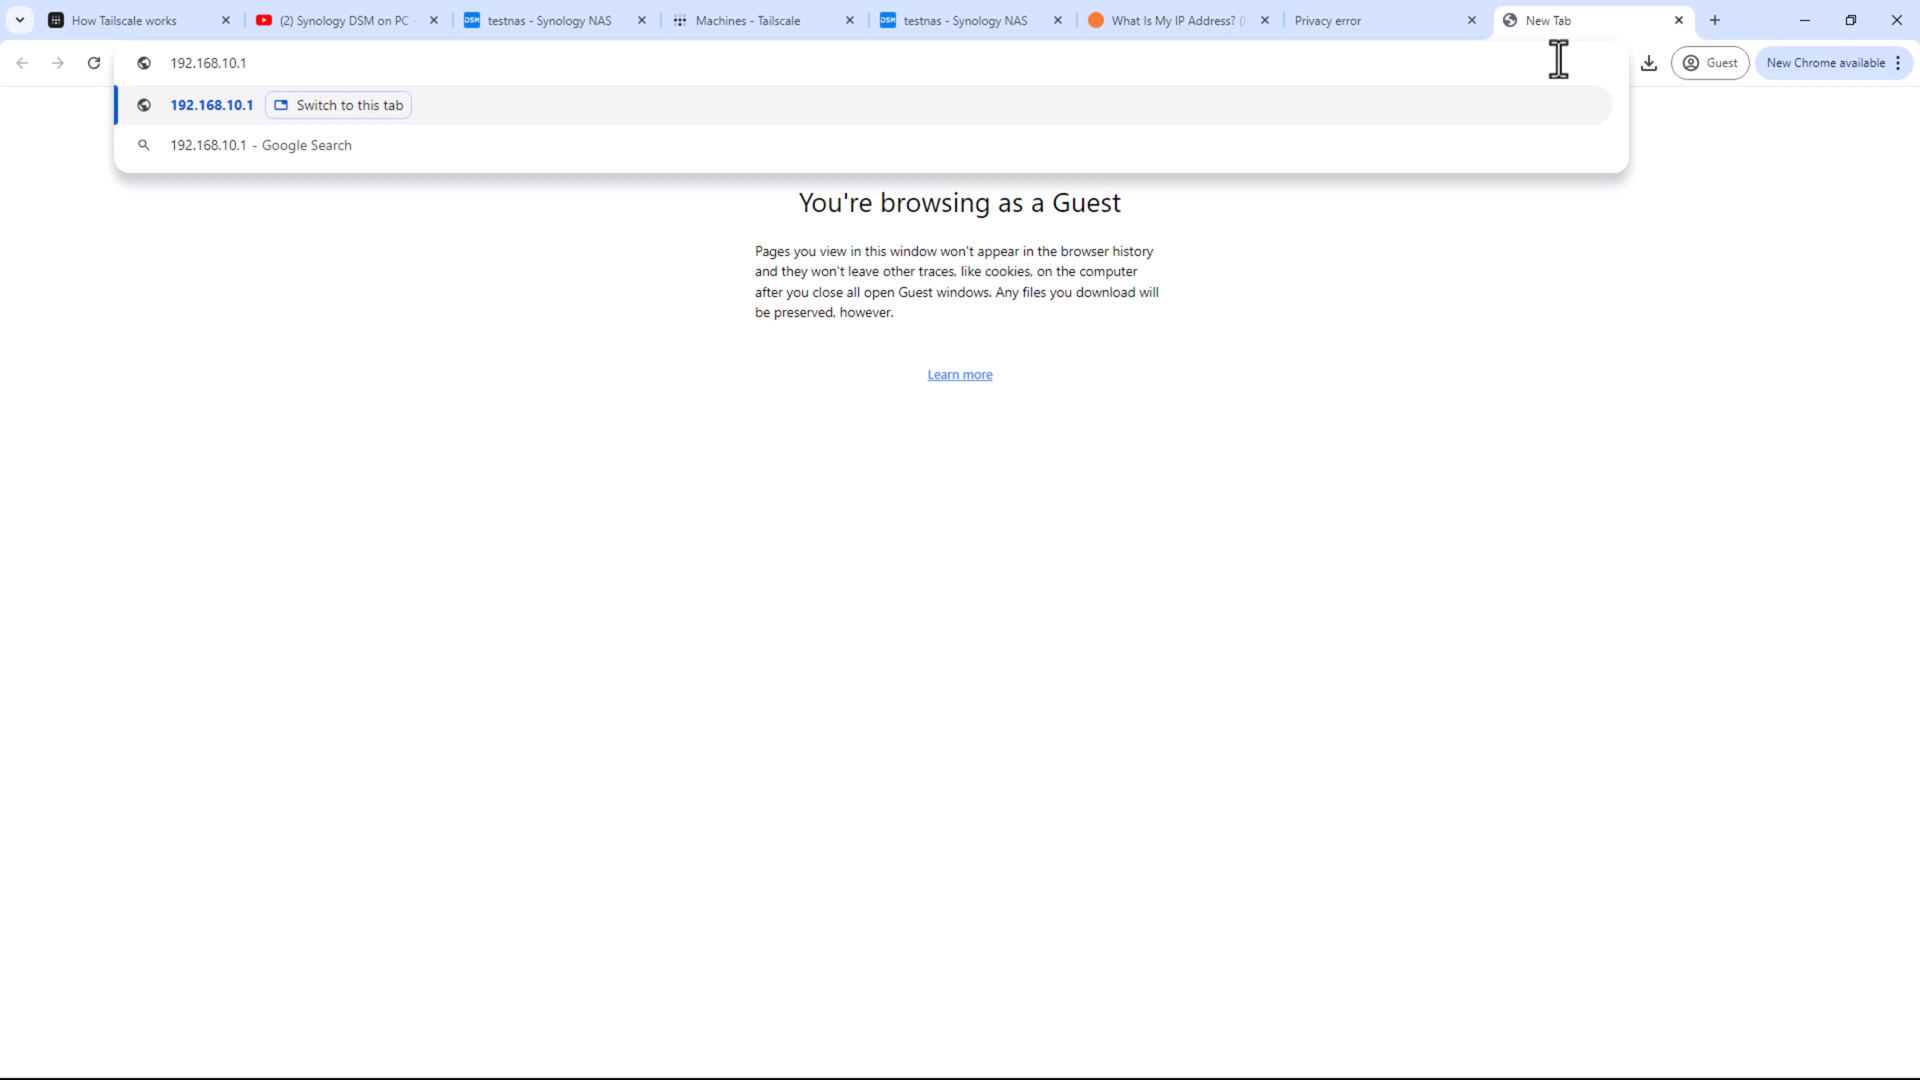 How Tailscale works
(2) Synology DSM on PC -
DSM testnas - Synology NAS
Machines - Tailscale
DSM testnas - Synology NAS
What Is My IP Address? (
Privacy error
New Tab
192.168.10.1
Guest
New Chrome available
192.168.10.1 Switch to this tab
192.168.10.1 - Google Search
You're browsing as a Guest
Pages you view in this window won't appear in the browser history
and they won't leave other traces, like cookies, on the computer
after you close all open Guest windows. Any files you download will
be preserved, however.
Learn more